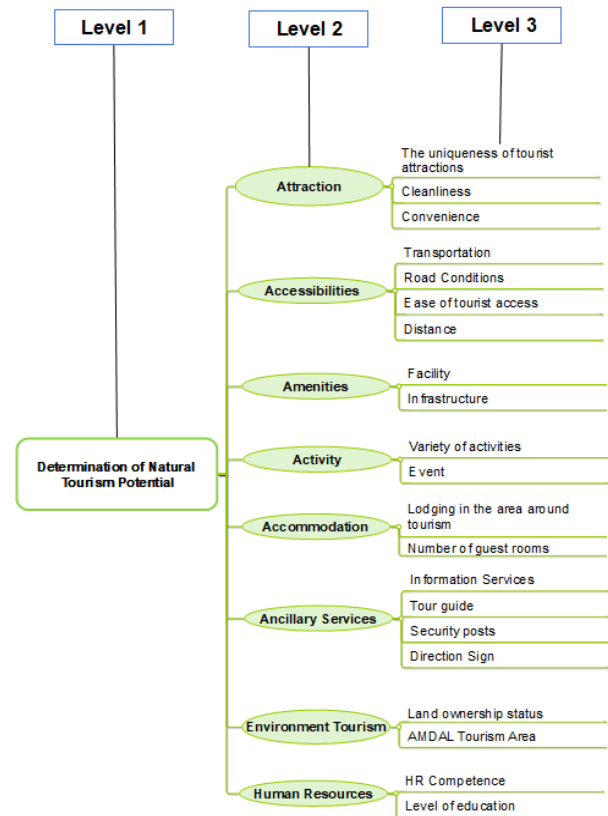 Level 1
Level 2
Level 3
Determination of Natural
Tourism Potential
Attraction
The uniqueness of tourist
attractions
Cleanliness
Convenience
Accessibilities
Transportation
Road Conditions
Ease of tourist access
Distance
Amenities
Facility
Infrastructure
Activity
Variety of activities
Event
Accommodation
Lodging in the area around
tourism
Number of guest rooms
Ancillary Services
Information Services
Tour guide
Security posts
Direction Sign
Environment Tourism
Land ownership status
AMDAL Tourism Area
Human Resources
HR Competence
Level of education